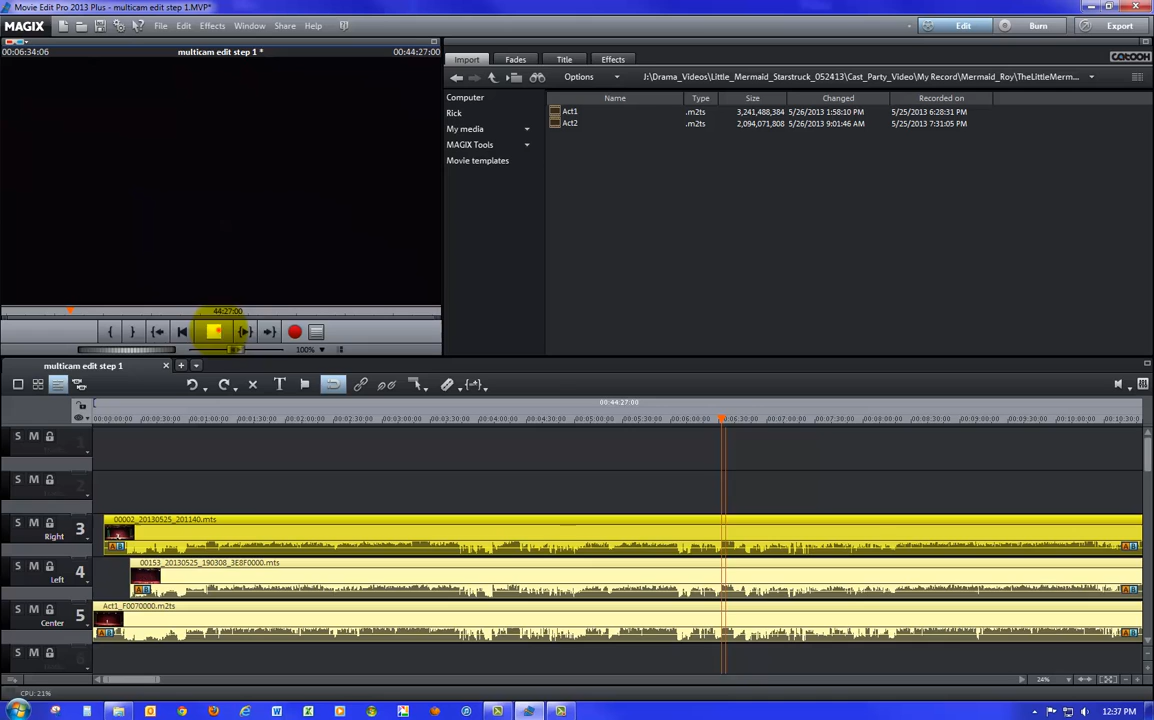 Movie Edit Pro 2013 Plus - multicam edit step 1.MVP*
MAGIX File Edit Effects Window Share Help Edit Burn Export
00:06:34:06 multicam edit step 1 * 00:44:27:00
Import Fades Title Effects CATOOH
Options J:\Drama_Videos\Little_Mermaid_Starstruck_052413\Cast_Party_Video\My Record\Mermaid_Roy\TheLittleMerm...
Computer
Rick
My media
MAGIX Tools
Movie templates
Name Type Size Changed Recorded on
Act1 .m2ts 3,241,488,384 5/26/2013 1:58:10 PM 5/25/2013 6:28:31 PM
Act2 .m2ts 2,094,071,808 5/26/2013 9:01:46 AM 5/25/2013 7:31:05 PM
44:27:00
100%
multicam edit step 1
00:44:27:00
00:00:00:00 00:00:30:00 00:01:00:00 00:01:30:00 00:02:00:00 00:02:30:00 00:03:00:00 00:03:30:00 00:04:00:00 00:04:30:00 00:05:00:00 00:05:30:00 00:06:00:00 00:06:30:00 00:07:00:00 00:07:30:00 00:08:00:00 00:08:30:00 00:09:00:00 00:09:30:00 00:10:00:00 00:10:30:0
S M 1
S M 2
S M 3 Right
00002_20130525_201140.mts
S M 4 Left
00153_20130525_190308_3E8F0000.mts
S M 5 Center
Act1_F0070000.m2ts
S M 6
24%
CPU: 21%
12:37 PM